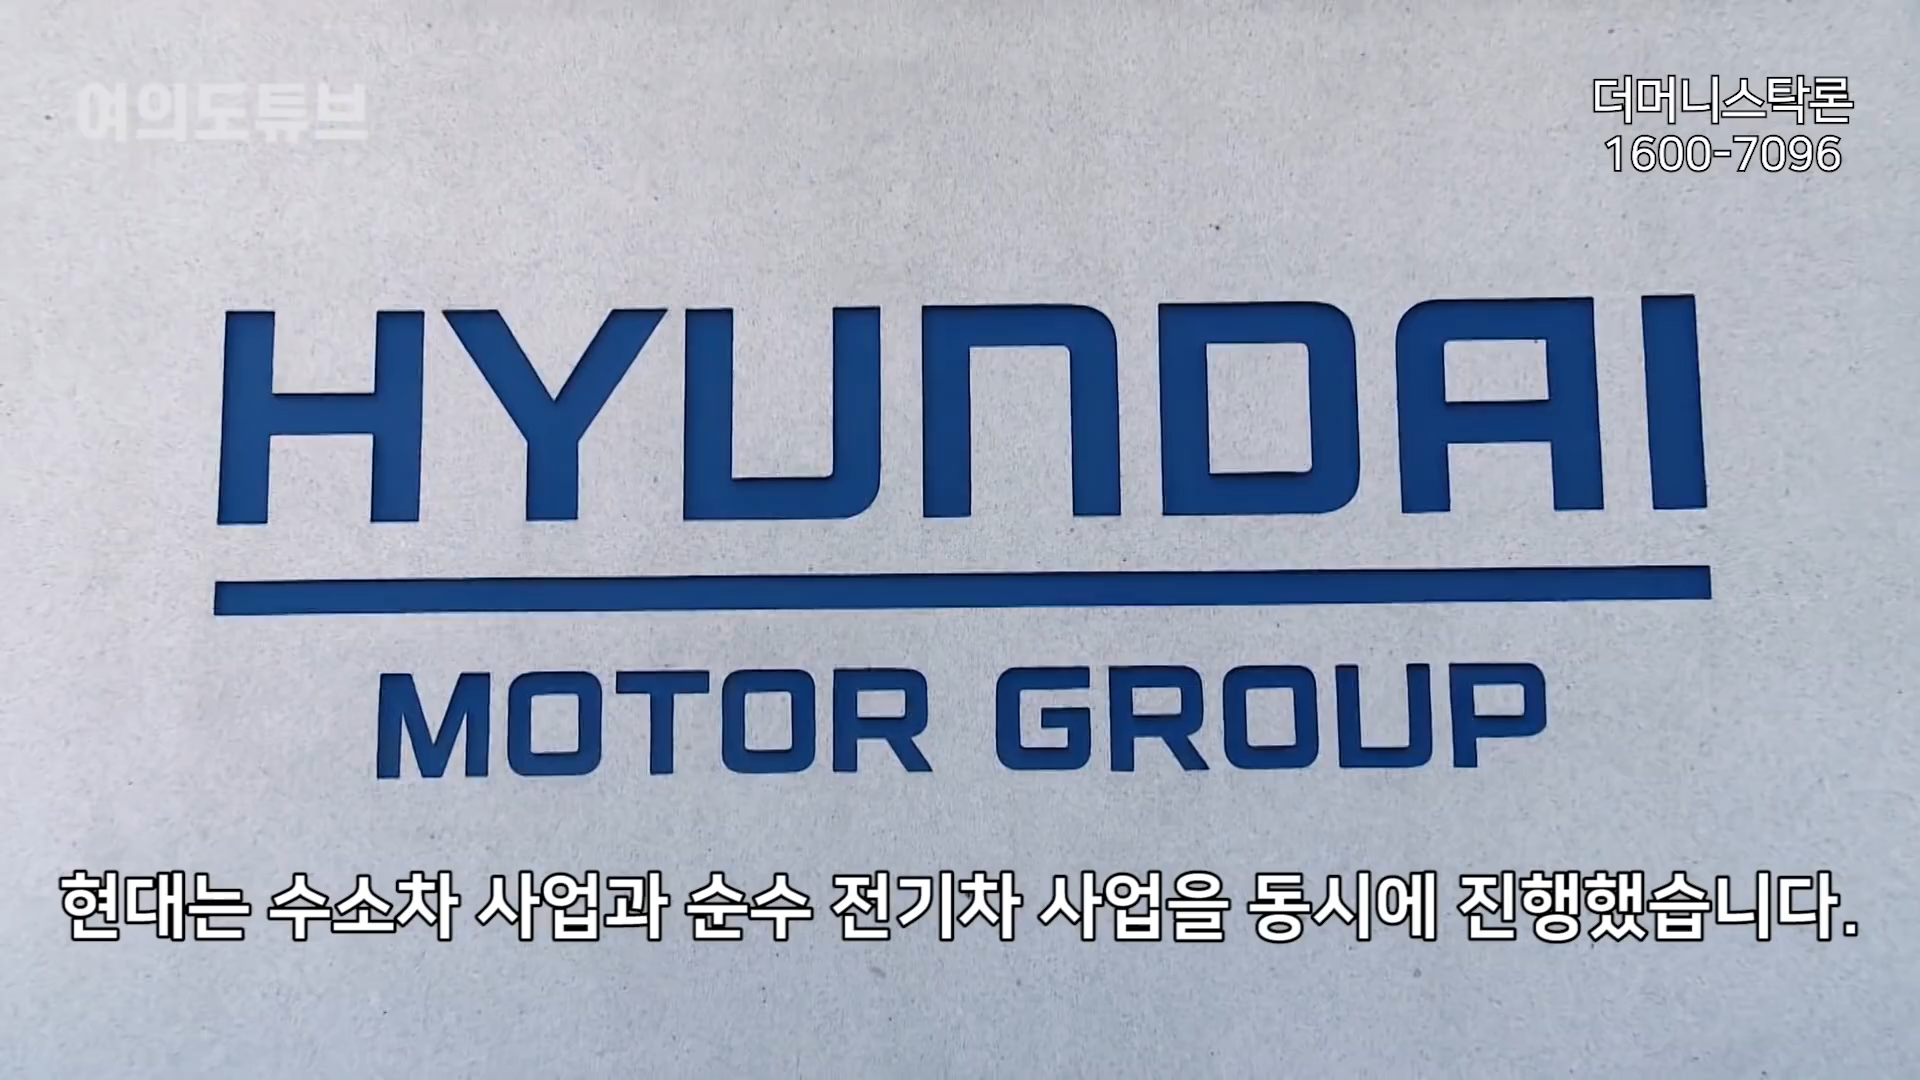 여의도튜브
더머니스탁론
1600-7096
HYUNDAI
MOTOR GROUP
현대는 수소차 사업과 순수 전기차 사업을 동시에 진행했습니다.